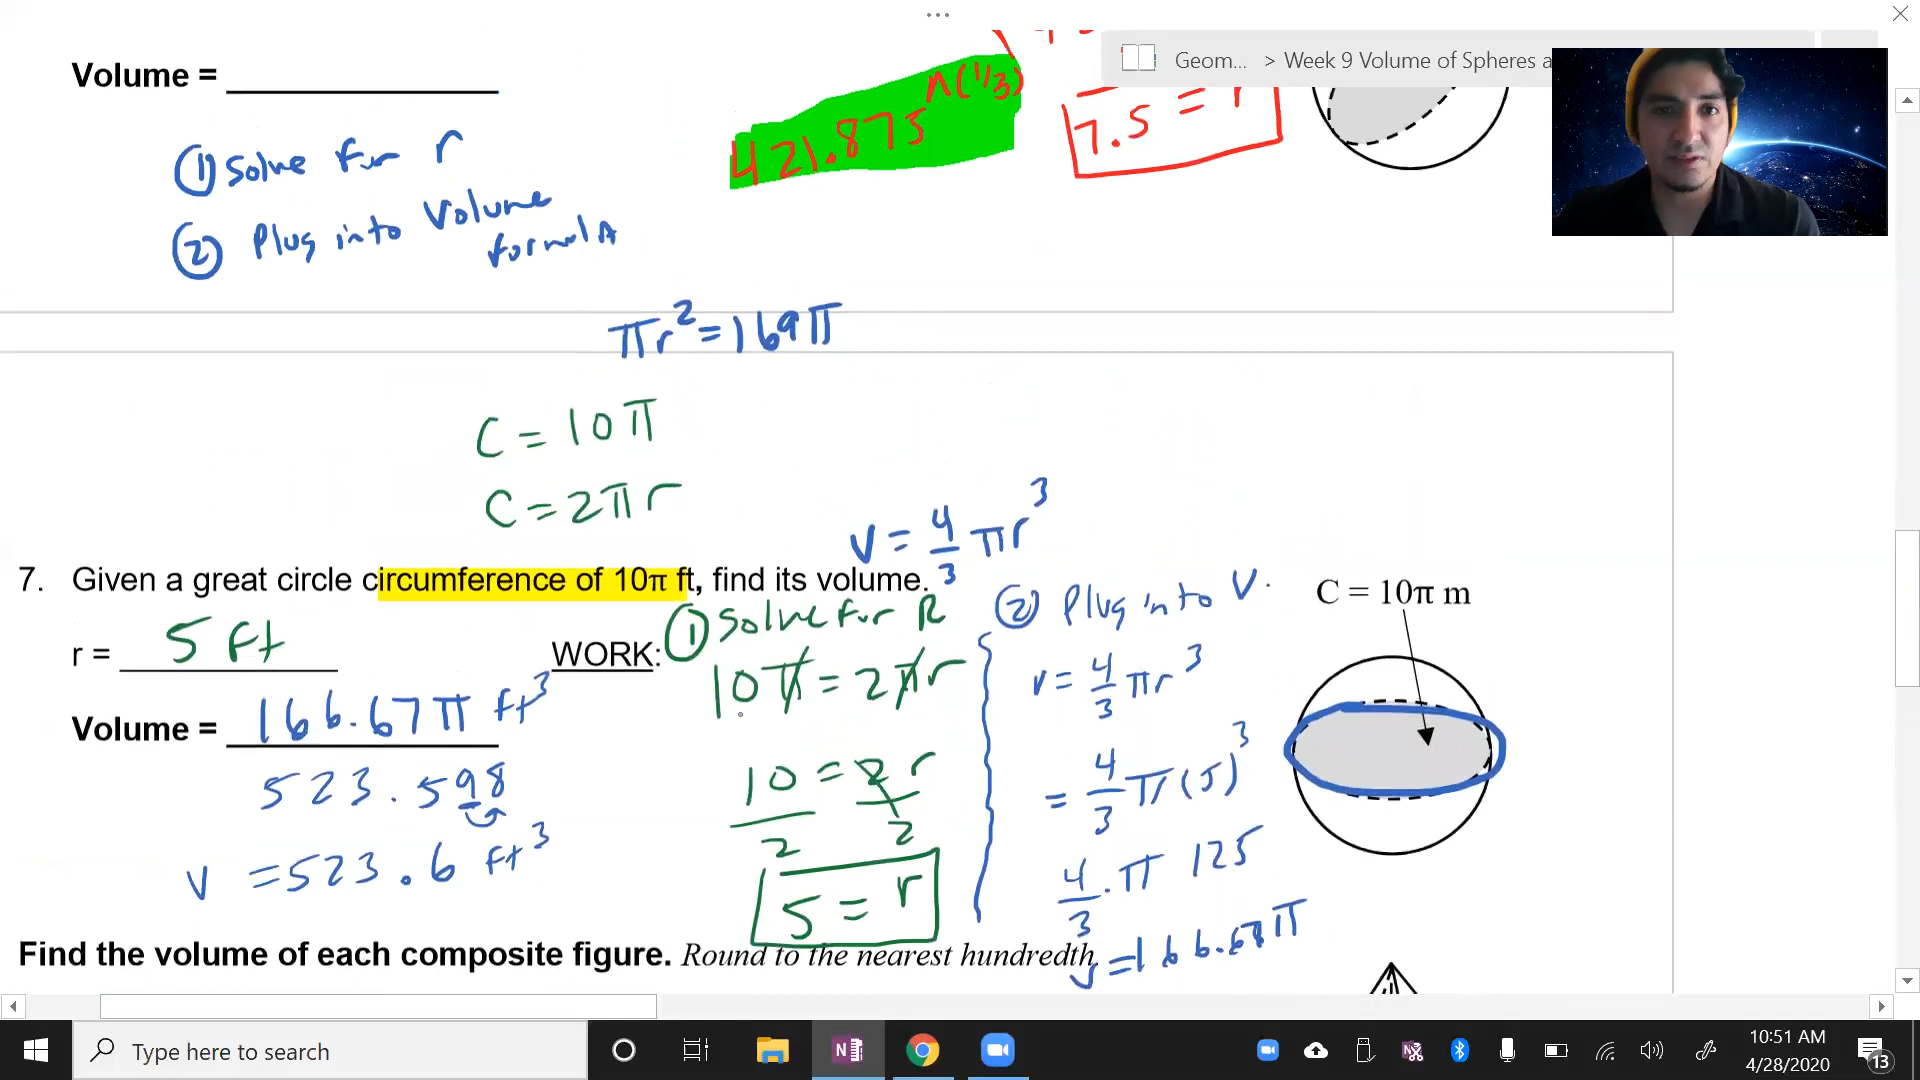 ...
Geom... > Week 9 Volume of Spheres a
Volume =
421.875^(1/3)
7.5 = r
① Solve for r
② Plug into Volume
formula
πr² = 169π
C = 10π
C = 2πr
V = 4/3 πr³
7. Given a great circle circumference of 10π ft, find its volume.
r = 5 ft
WORK:
① Solve for R
10π = 2πr
10 = 2r
2 2
5 = r
② Plug into V.
V = 4/3 πr³
= 4/3 π(5)³
4/3 · π 125
V = 166.67π
C = 10π m
Volume = 166.67π ft³
523.598
V = 523.6 ft³
Find the volume of each composite figure. Round to the nearest hundredth.
Type here to search
10:51 AM
4/28/2020
13